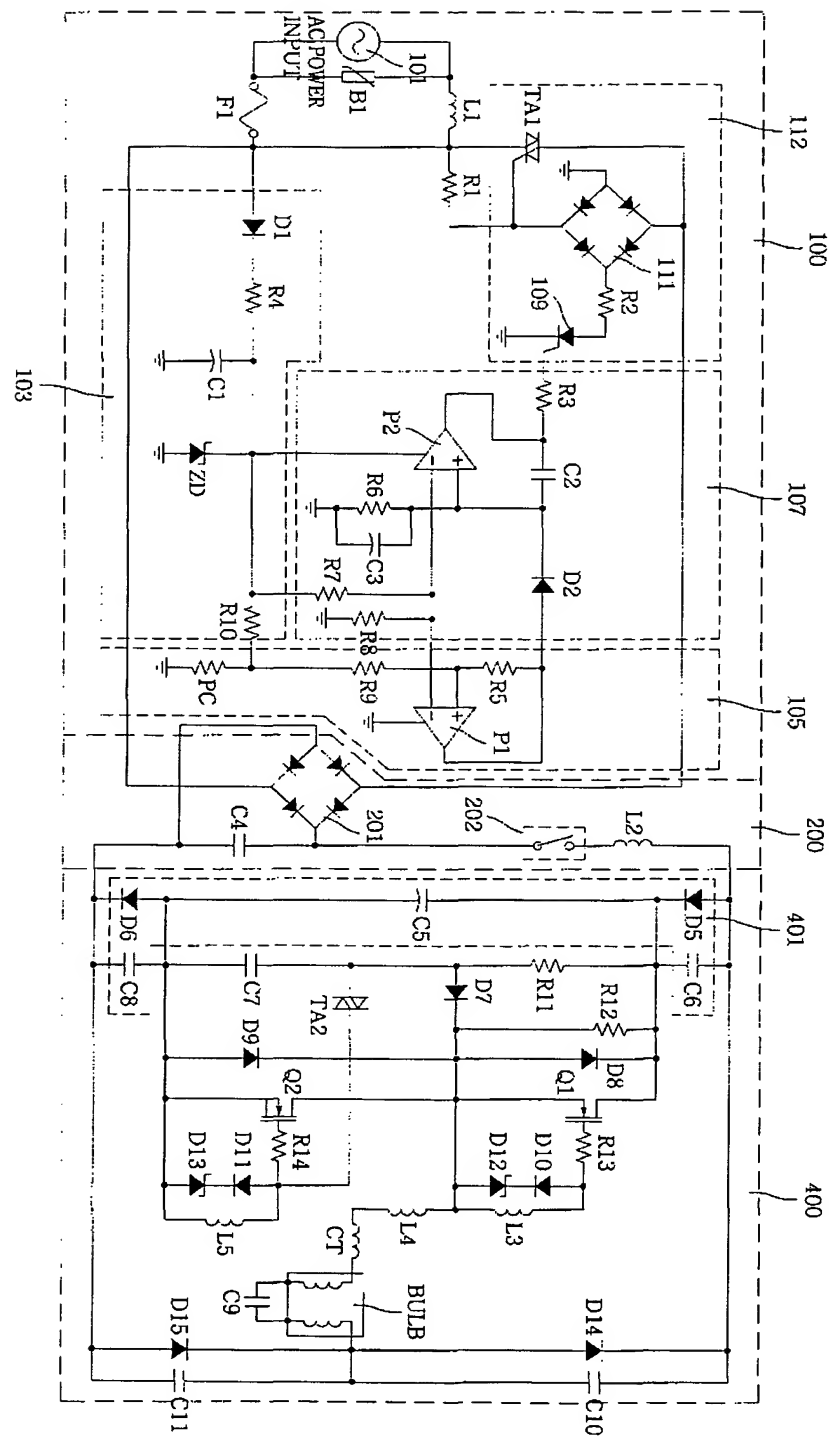 AC POWER
INPUT
101
B1
F1
L1
R1
TA1
112
100
111
R2
109
D1
R4
C1
103
ZD
R3
P2
C2
107
R6
C3
R7
D2
R10
R8
PC
R9
R5
105
P1
201
C4
202
L2
200
D6
C5
D5
401
C8
C7
TA2
D7
R11
C6
R12
D9
D8
Q2
Q1
R14
R13
D13
D11
D12
D10
L5
L4
L3
CT
400
C9
BULB
D15
D14
C11
C10